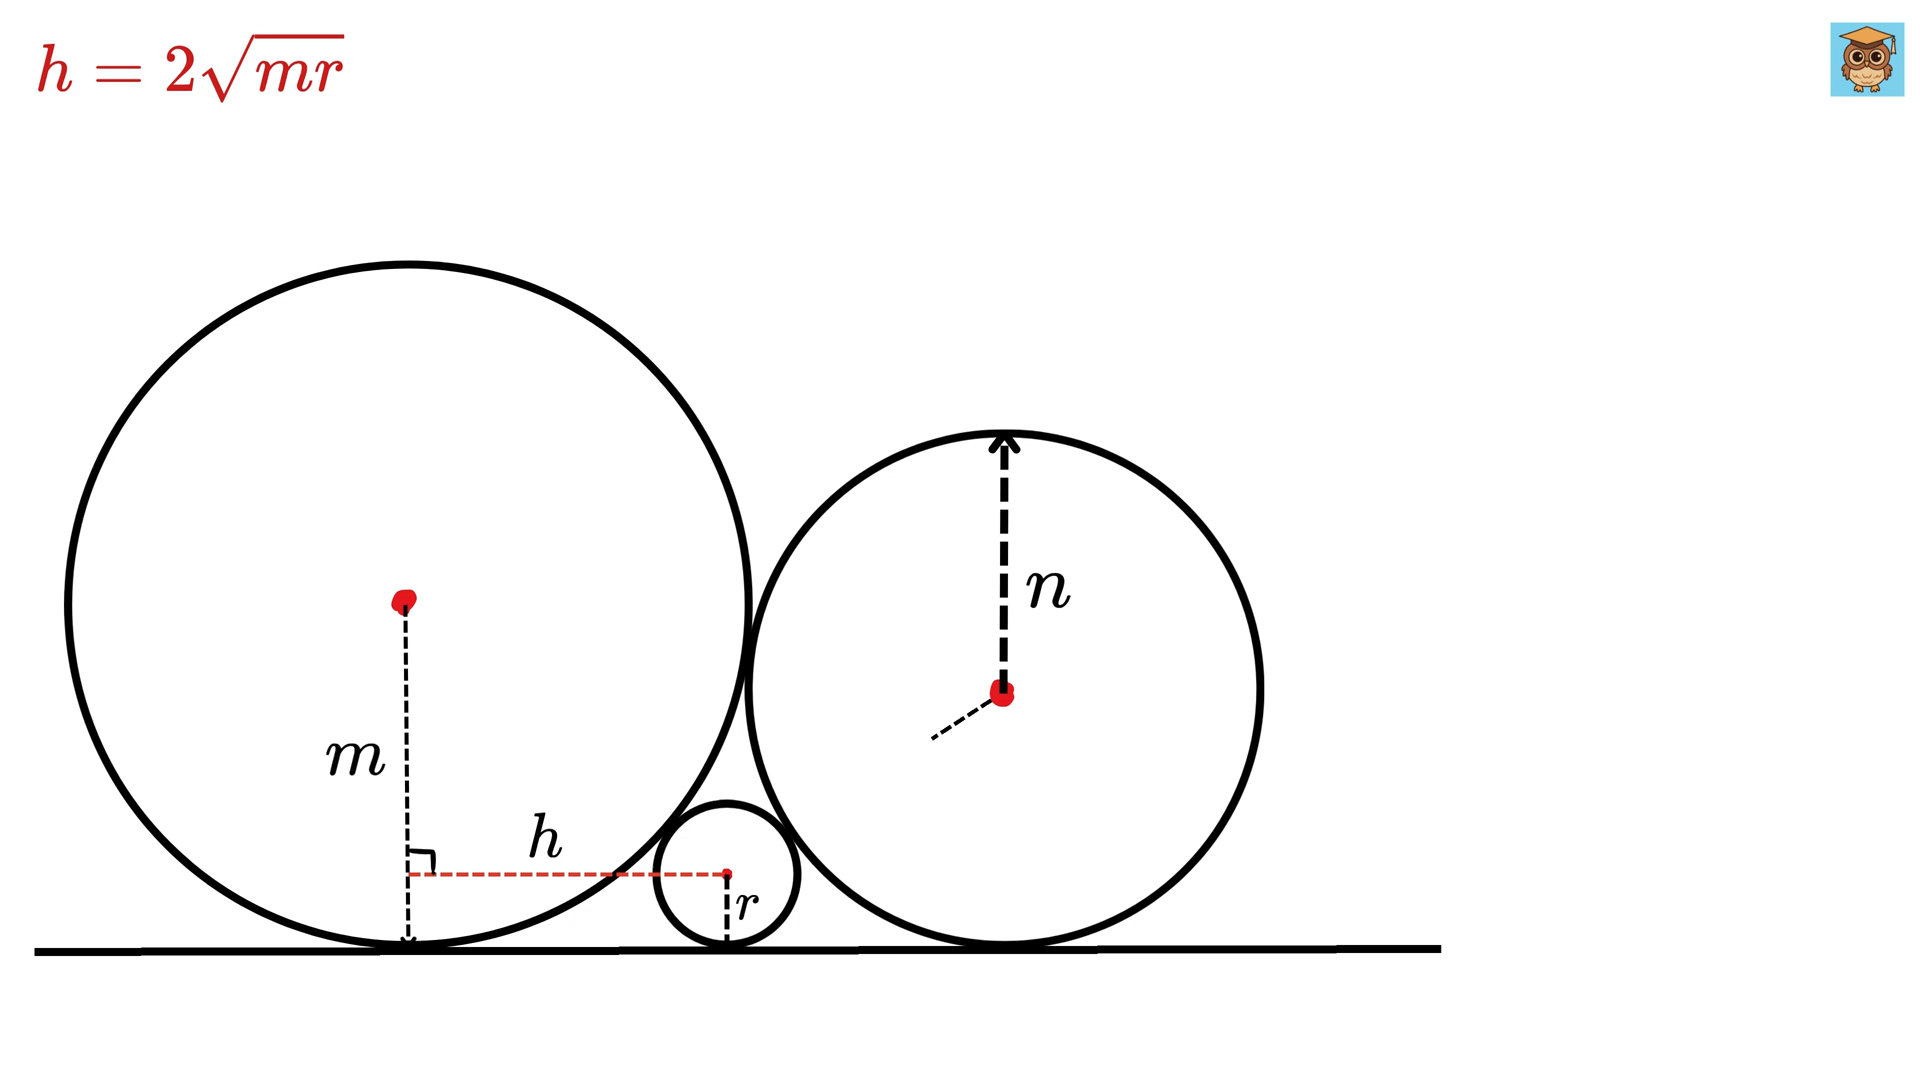 h = 2√mr
n
m
h
r